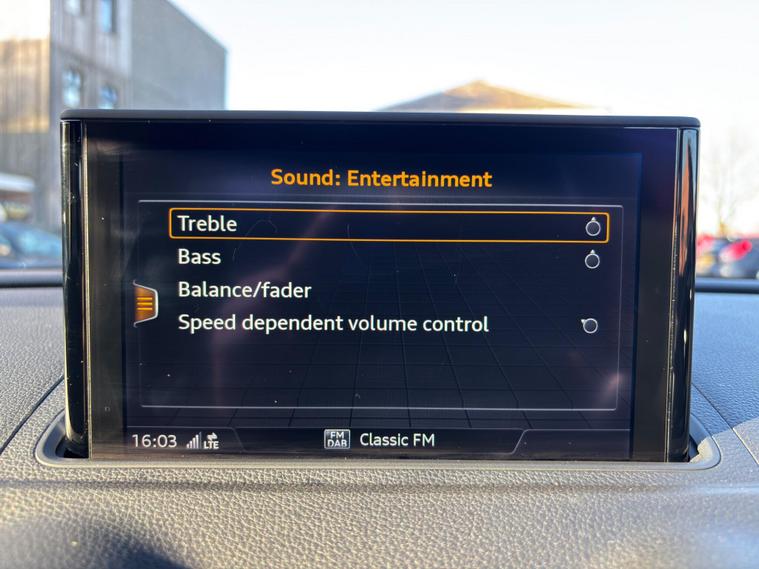 Sound: Entertainment
Treble
Bass
Balance/fader
Speed dependent volume control
16:03 LTE FM DAB Classic FM